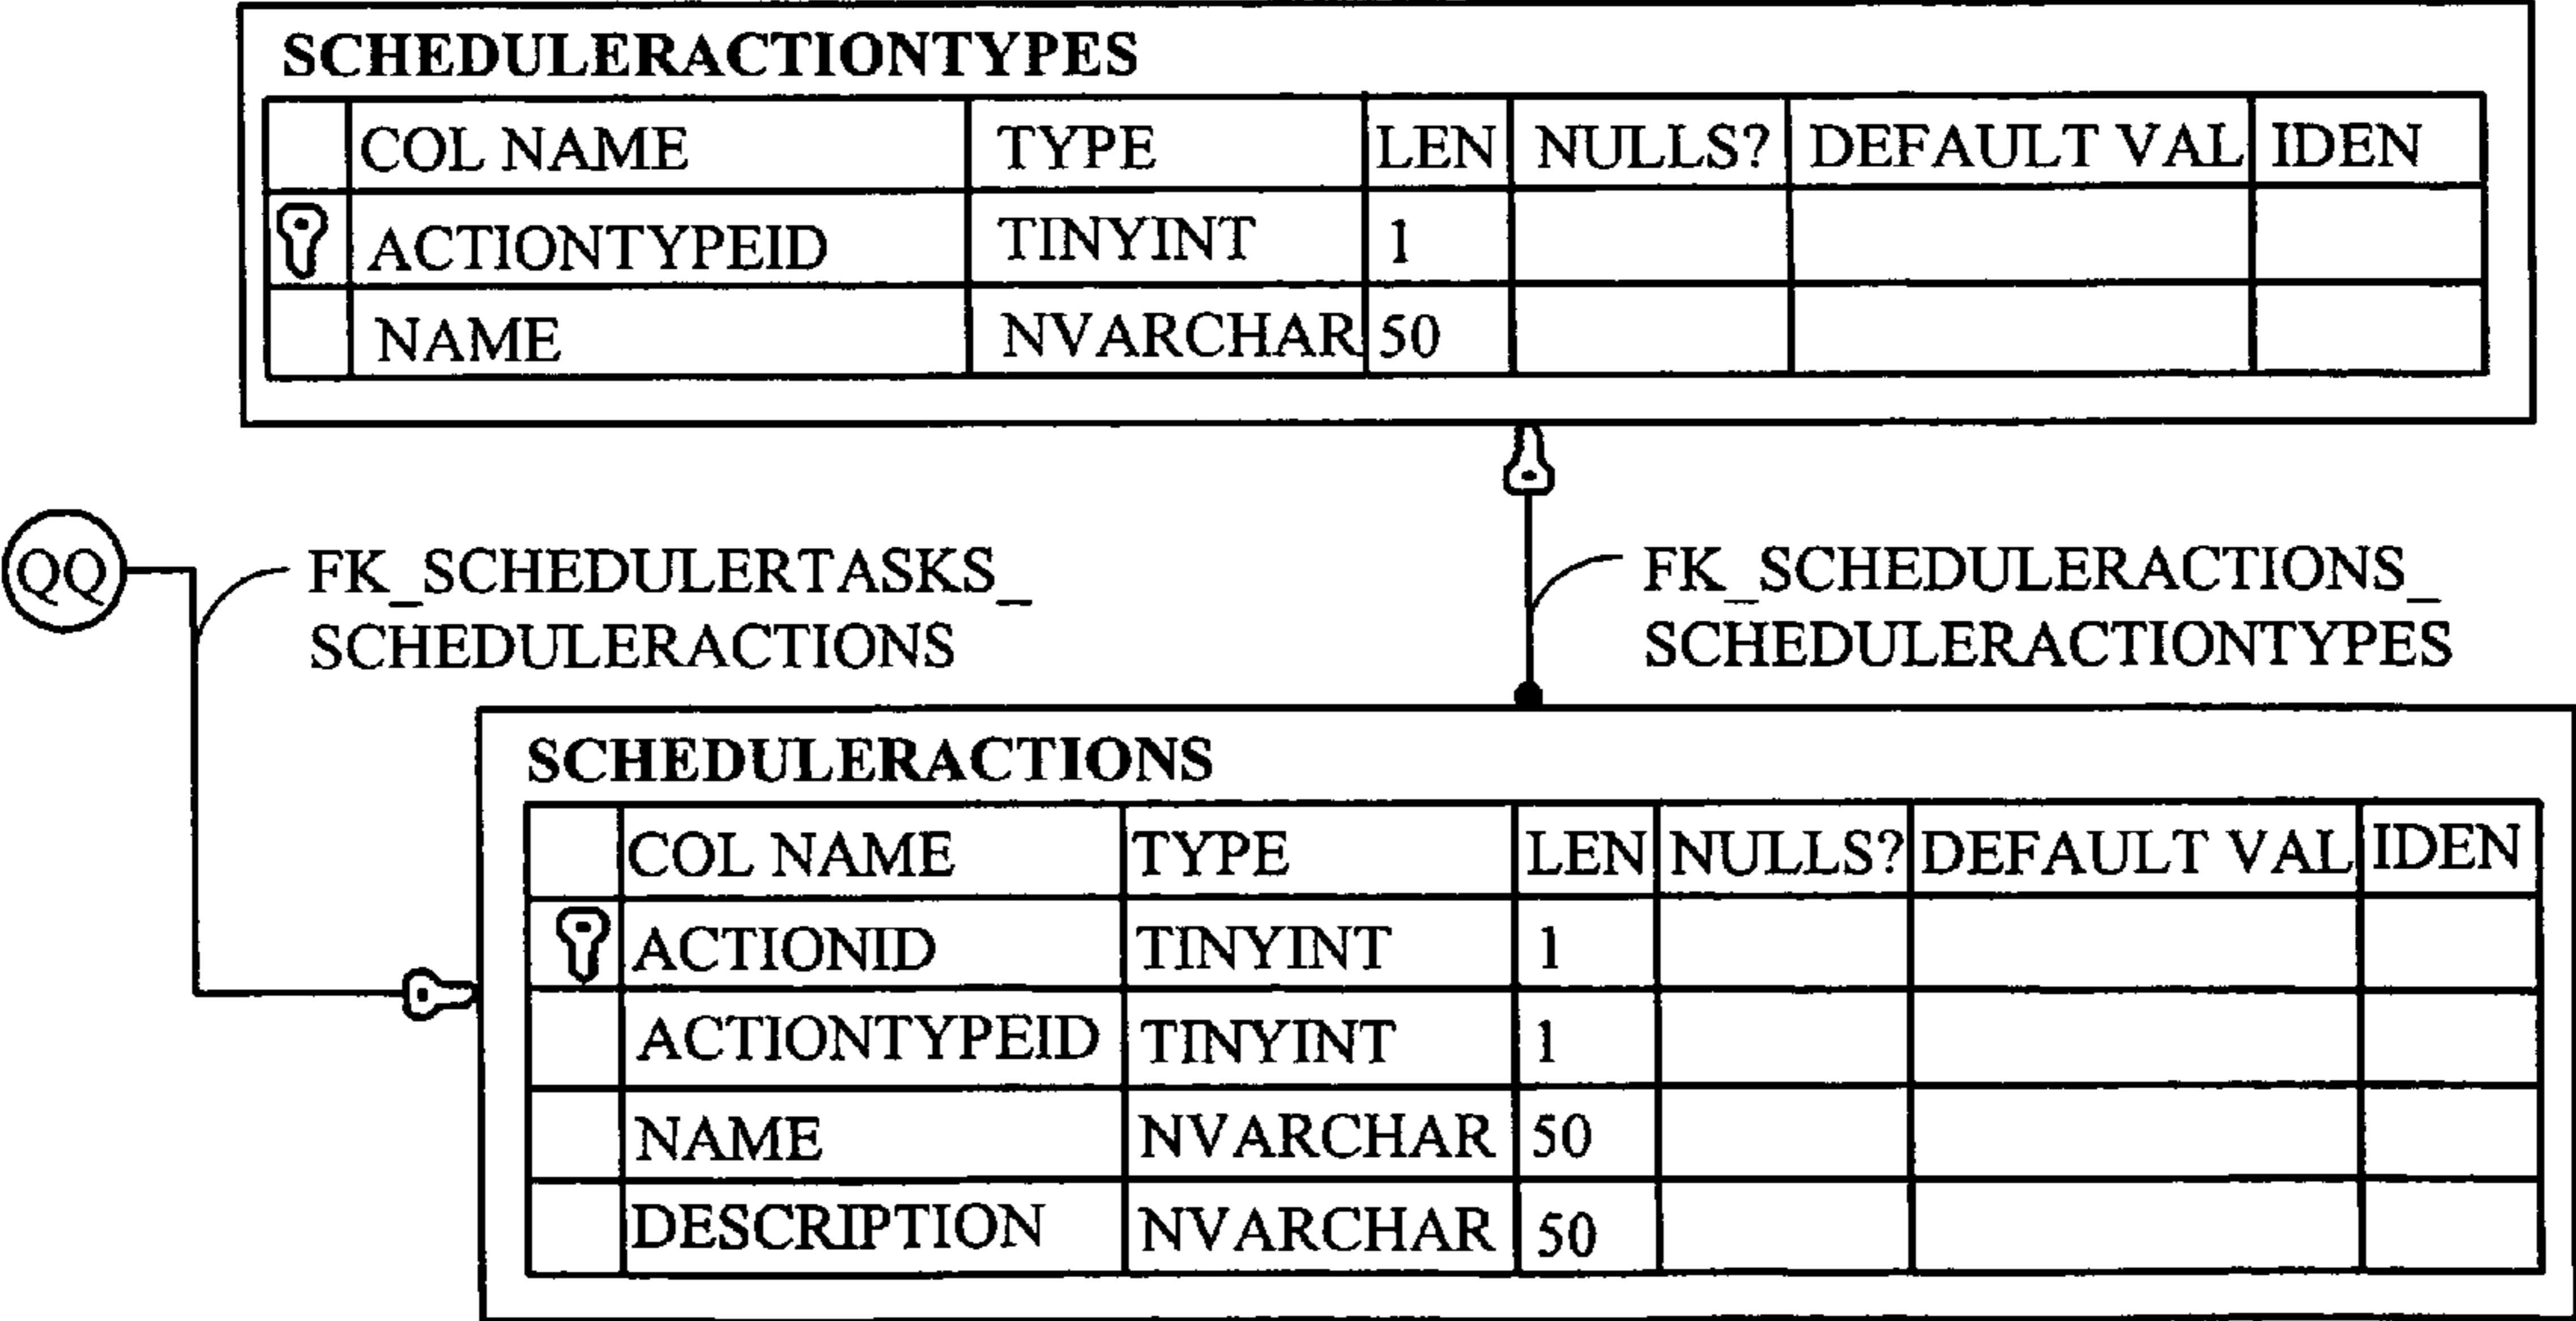 SCHEDULERACTIONTYPES
COL NAME TYPE LEN NULLS? DEFAULT VAL IDEN
ACTIONTYPEID TINYINT 1
NAME NVARCHAR 50
QQ
FK_SCHEDULERTASKS_
SCHEDULERACTIONS
FK_SCHEDULERACTIONS_
SCHEDULERACTIONTYPES
SCHEDULERACTIONS
COL NAME TYPE LEN NULLS? DEFAULT VAL IDEN
ACTIONID TINYINT 1
ACTIONTYPEID TINYINT 1
NAME NVARCHAR 50
DESCRIPTION NVARCHAR 50